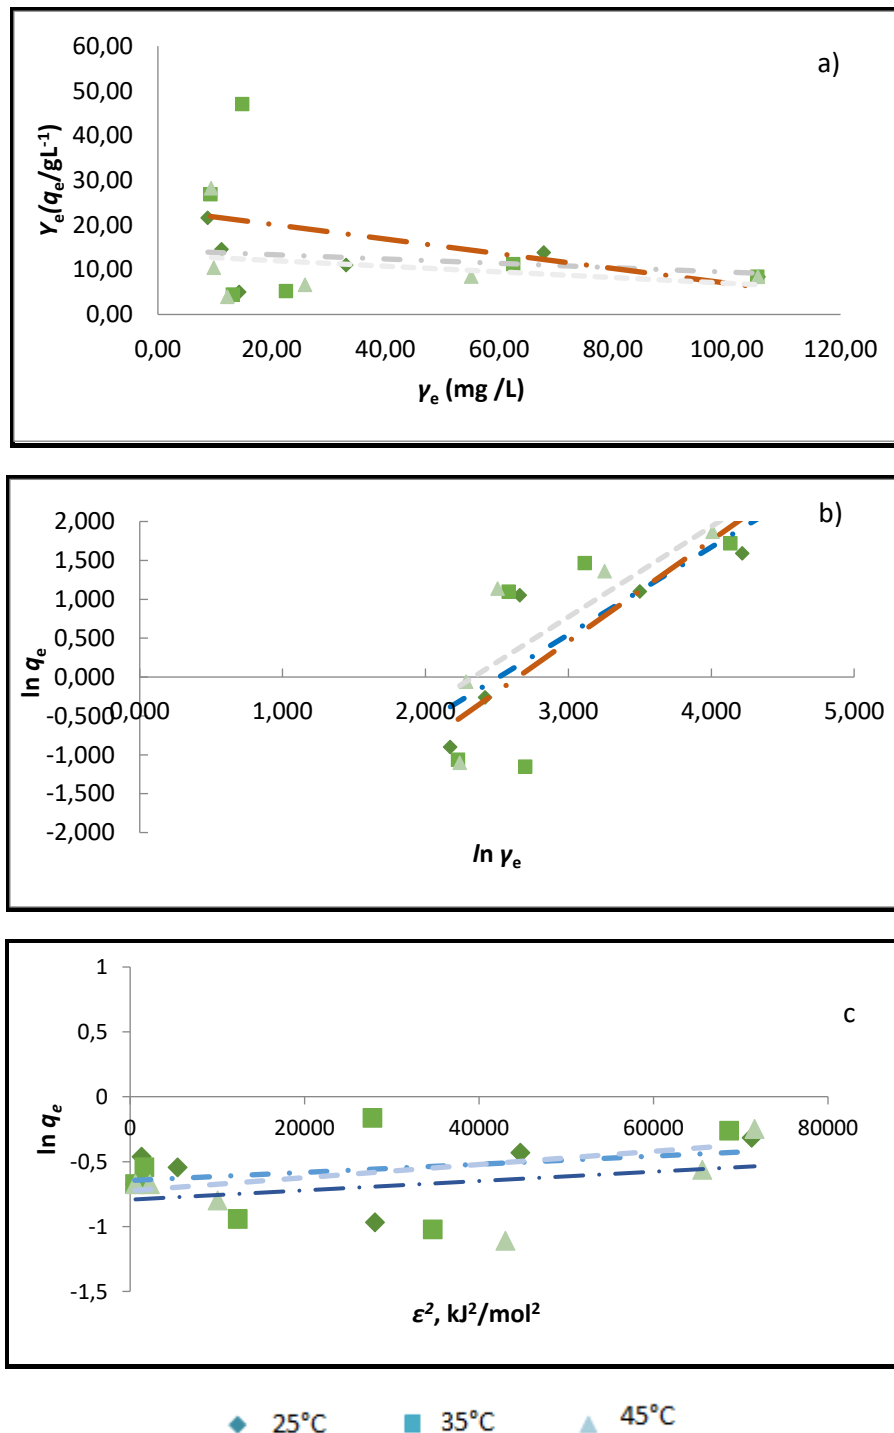 a)
60,00
50,00
40,00
30,00
20,00
10,00
0,00
Yₑ(qₑ/gL⁻¹)
0,00 20,00 40,00 60,00 80,00 100,00 120,00
γₑ (mg /L)
b)
2,000
1,500
1,000
0,500
0,000
-0,500
-1,000
-1,500
-2,000
ln qₑ
0,000 1,000 2,000 3,000 4,000 5,000
ln γₑ
c
1
0,5
0
-0,5
-1
-1,5
ln qₑ
0 20000 40000 60000 80000
ε², kJ²/mol²
25°C 35°C 45°C